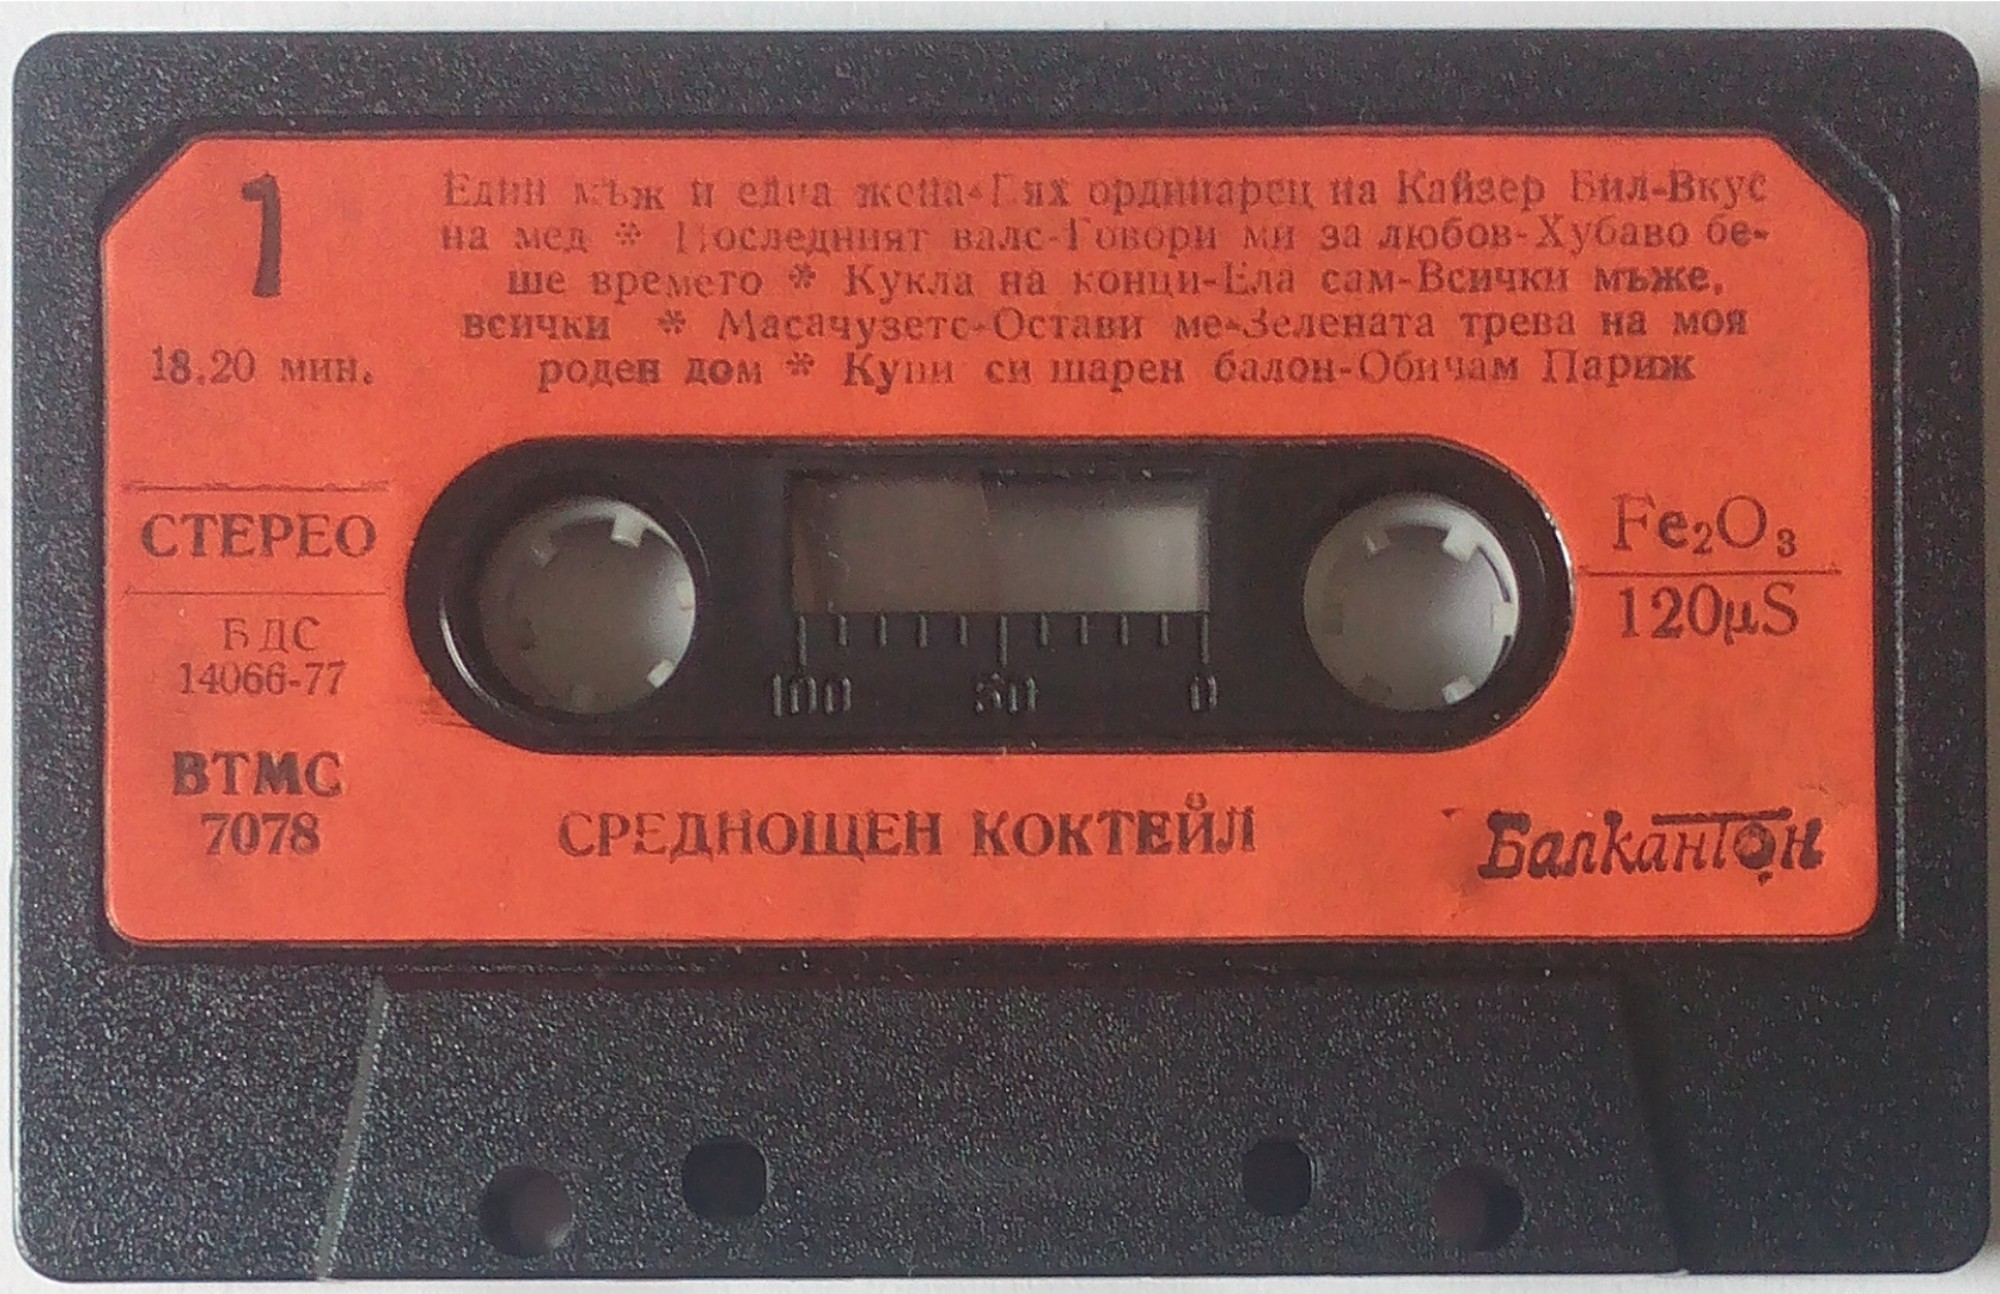 1
Един мъж и една жена-Бях ординарец на Кайзер Бил-Вкус
на мед * Последният валс-Говори ми за любов-Хубаво бе-
ше времето * Кукла на конци-Ела сам-Всички мъже,
всички * Масачузетс-Остави ме-Зелената трева на моя
роден дом * Купи си шарен балон-Обичам Париж
18.20 мин.
СТЕРЕО
БДС
14066-77
ВТМС
7078
100 50 0
Fe₂O₃
120µS
СРЕДНОЩЕН КОКТЕЙЛ
Балкантон